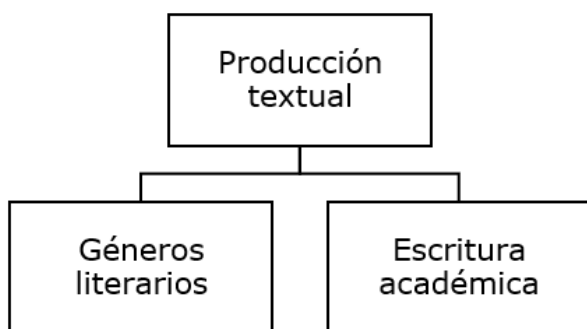 Producción
textual
Géneros
literarios
Escritura
académica